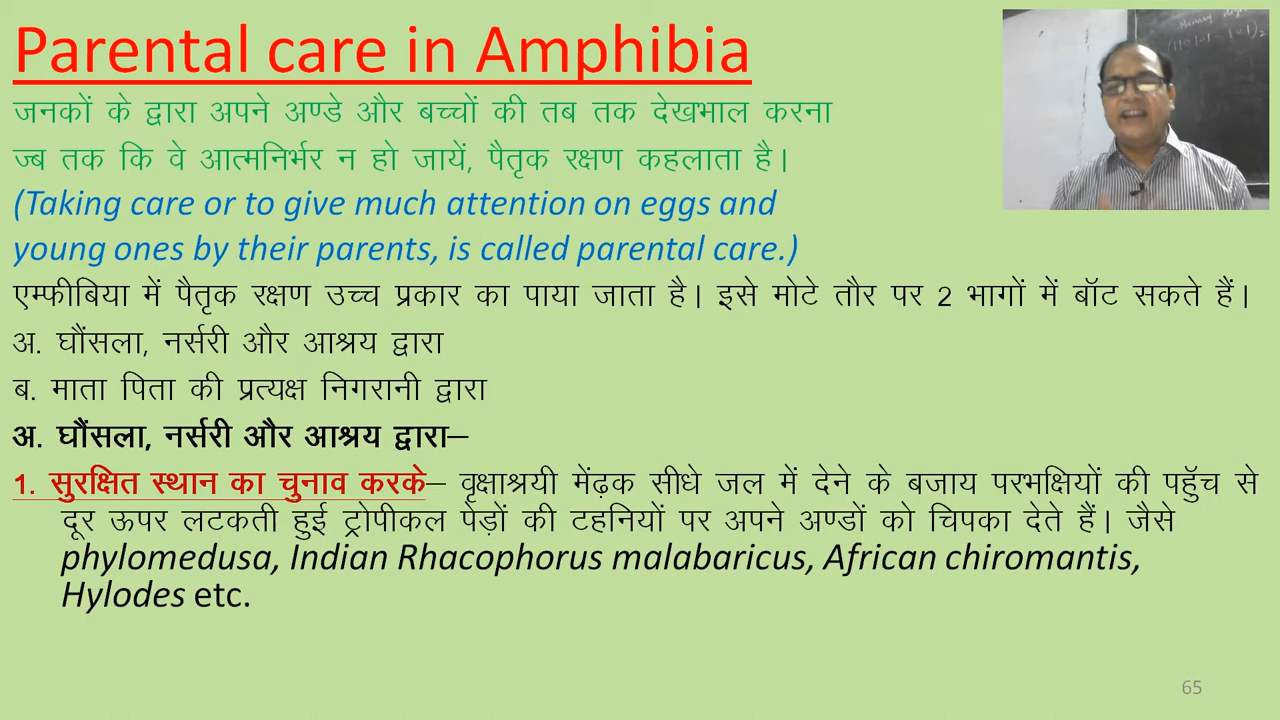 Parental care in Amphibia
जनकों के द्वारा अपने अण्डे और बच्चों की तब तक देखभाल करना
ज्ब तक कि वे आत्मनिर्भर न हो जायें, पैतृक रक्षण कहलाता है।
(Taking care or to give much attention on eggs and
young ones by their parents, is called parental care.)
एम्फीबिया में पैतृक रक्षण उच्च प्रकार का पाया जाता है। इसे मोटे तौर पर 2 भागों में बॉट सकते हैं।
अ. घौंसला, नर्सरी और आश्रय द्वारा
ब. माता पिता की प्रत्यक्ष निगरानी द्वारा
अ. घौंसला, नर्सरी और आश्रय द्वारा–
1. सुरक्षित स्थान का चुनाव करके– वृक्षाश्रयी मेंढ़क सीधे जल में देने के बजाय परभक्षियों की पहुॅच से
दूर ऊपर लटकती हुई ट्रोपीकल पेड़ों की टहनियों पर अपने अण्डों को चिपका देते हैं। जैसे
phylomedusa, Indian Rhacophorus malabaricus, African chiromantis,
Hylodes etc.
65